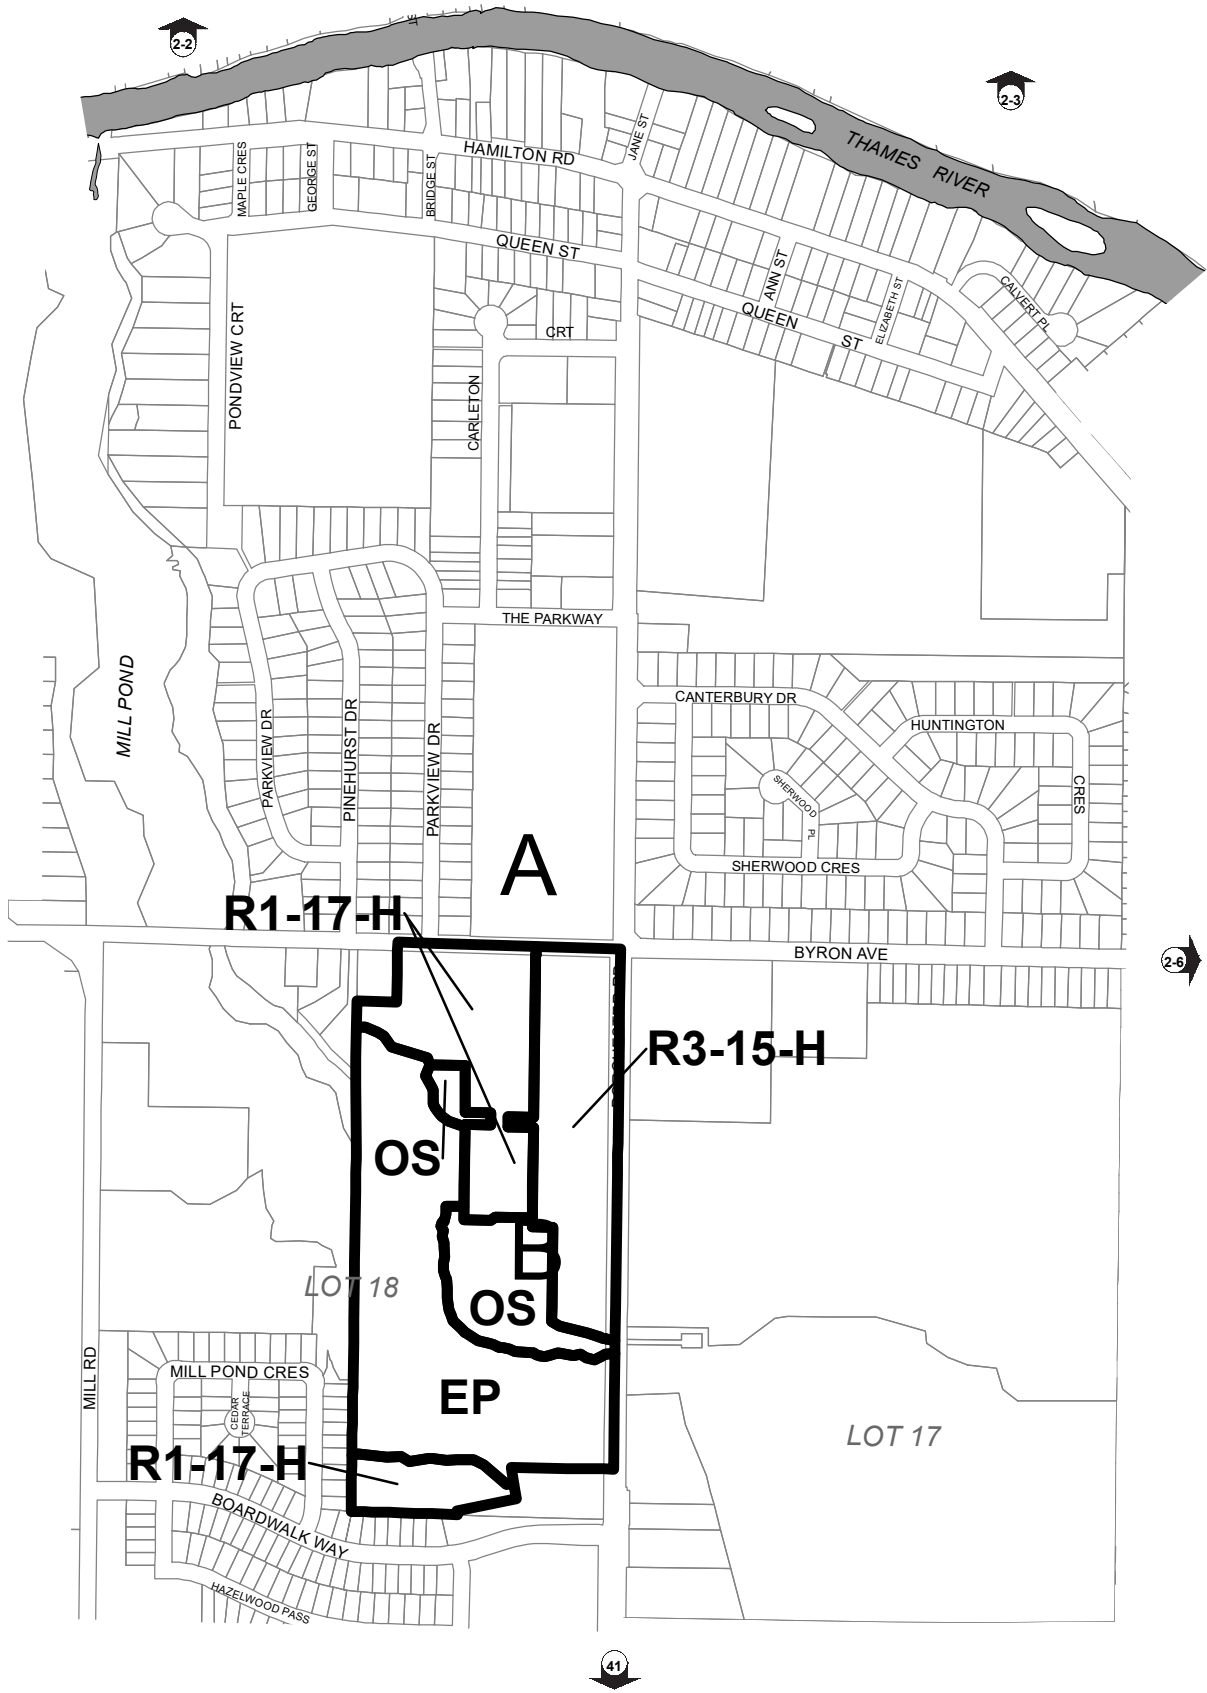 ST
2-2
2-3
THAMES RIVER
HAMILTON RD
JANE ST
MAPLE CRES
GEORGE ST
BRIDGE ST
QUEEN ST
ANN ST
ELIZABETH ST
CALVERT PL
QUEEN ST
PONDVIEW CRT
CRT
CARLETON
THE PARKWAY
MILL POND
CANTERBURY DR
HUNTINGTON
CRES
PARKVIEW DR
PINEHURST DR
PARKVIEW DR
SHERWOOD PL
SHERWOOD CRES
A
R1-17-H
BYRON AVE
2-6
R3-15-H
OS
LOT 18
OS
MILL RD
MILL POND CRES
CEDAR
TERRACE
EP
LOT 17
R1-17-H
BOARDWALK WAY
HAZELWOOD PASS
41